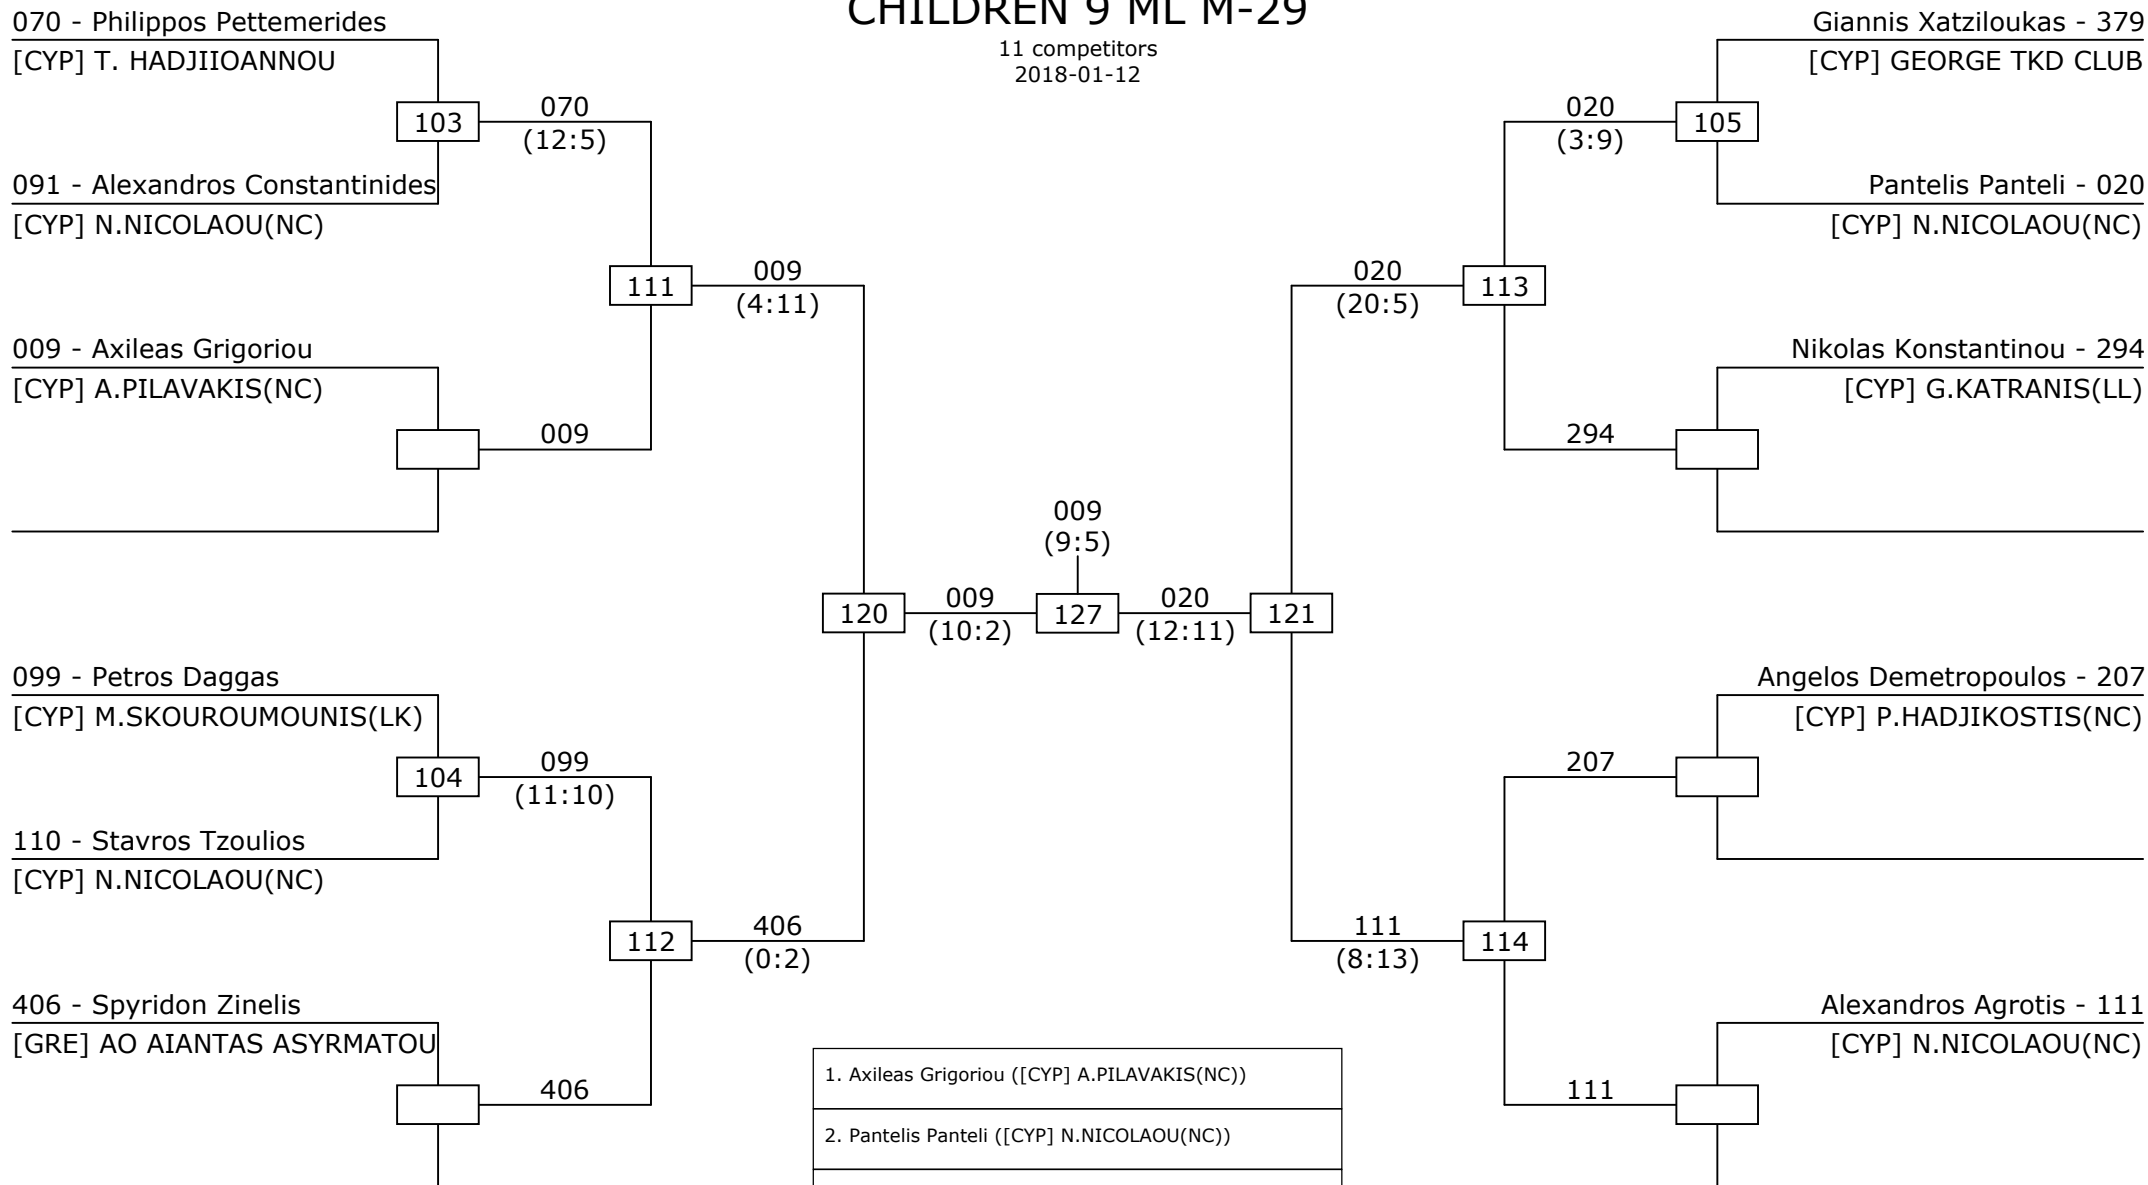 CHILDREN 9 ML M-29
11 competitors
2018-01-12
070 - Philippos Pettemerides
[CYP] T. HADJIIOANNOU
103
070
(12:5)
091 - Alexandros Constantinides
[CYP] N.NICOLAOU(NC)
111
009
(4:11)
009 - Axileas Grigoriou
[CYP] A.PILAVAKIS(NC)
009
099 - Petros Daggas
[CYP] M.SKOUROUMOUNIS(LK)
104
099
(11:10)
110 - Stavros Tzoulios
[CYP] N.NICOLAOU(NC)
112
406
(0:2)
406 - Spyridon Zinelis
[GRE] AO AIANTAS ASYRMATOU
406
120
009
(10:2)
009
(9:5)
127
020
(12:11)
121
Giannis Xatziloukas - 379
[CYP] GEORGE TKD CLUB
020
(3:9)
105
Pantelis Panteli - 020
[CYP] N.NICOLAOU(NC)
020
(20:5)
113
Nikolas Konstantinou - 294
[CYP] G.KATRANIS(LL)
294
Angelos Demetropoulos - 207
[CYP] P.HADJIKOSTIS(NC)
207
111
(8:13)
114
Alexandros Agrotis - 111
[CYP] N.NICOLAOU(NC)
111
1. Axileas Grigoriou ([CYP] A.PILAVAKIS(NC))
2. Pantelis Panteli ([CYP] N.NICOLAOU(NC))